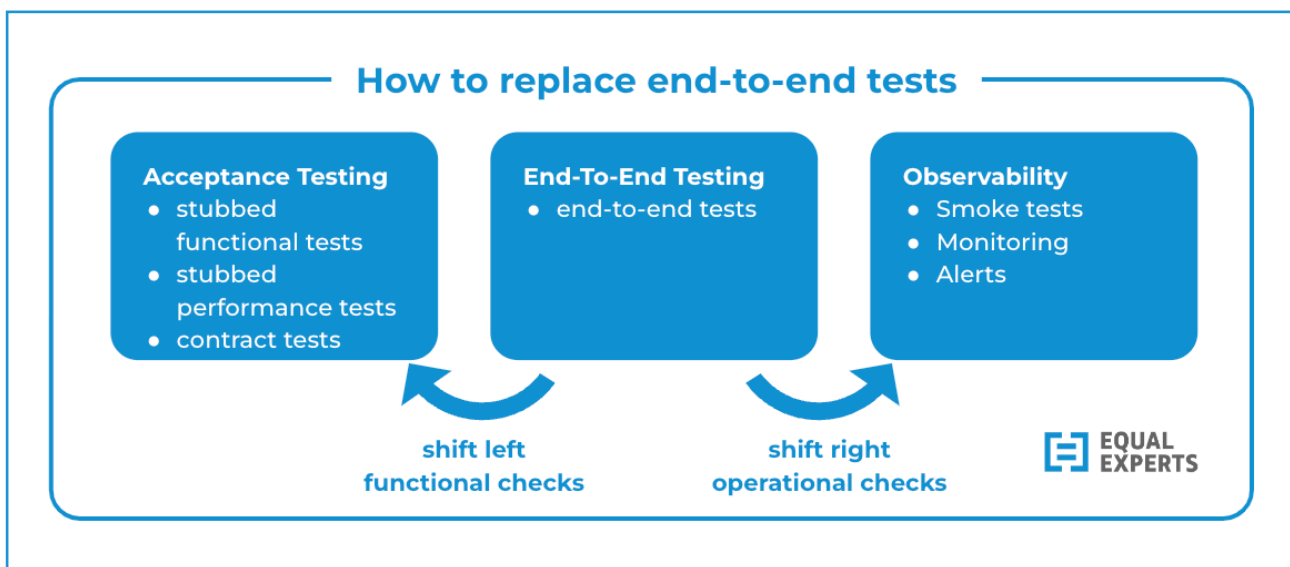 How to replace end-to-end tests
Acceptance Testing
● stubbed
functional tests
● stubbed
performance tests
● contract tests
End-To-End Testing
● end-to-end tests
Observability
● Smoke tests
● Monitoring
● Alerts
shift left
functional checks
shift right
operational checks
EQUAL
EXPERTS